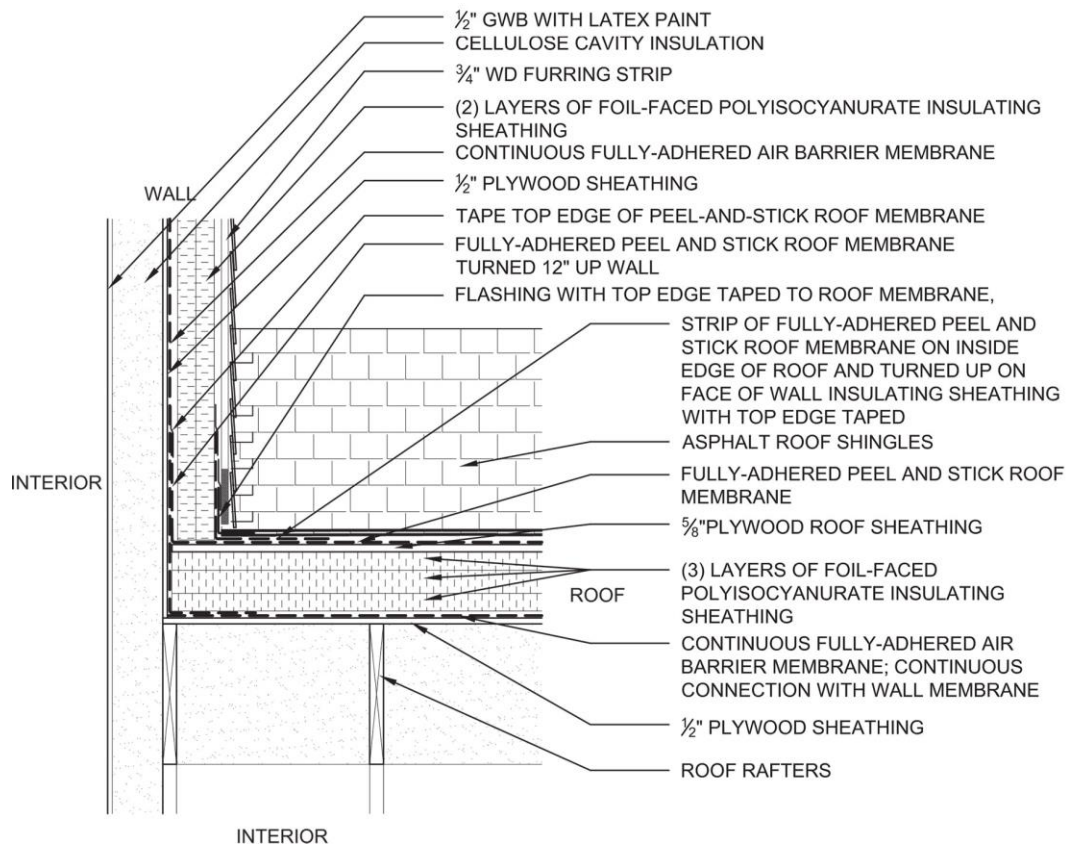 ½" GWB WITH LATEX PAINT
CELLULOSE CAVITY INSULATION
¾" WD FURRING STRIP
(2) LAYERS OF FOIL-FACED POLYISOCYANURATE INSULATING
SHEATHING
CONTINUOUS FULLY-ADHERED AIR BARRIER MEMBRANE
WALL
½" PLYWOOD SHEATHING
TAPE TOP EDGE OF PEEL-AND-STICK ROOF MEMBRANE
FULLY-ADHERED PEEL AND STICK ROOF MEMBRANE
TURNED 12" UP WALL
FLASHING WITH TOP EDGE TAPED TO ROOF MEMBRANE,
STRIP OF FULLY-ADHERED PEEL AND
STICK ROOF MEMBRANE ON INSIDE
EDGE OF ROOF AND TURNED UP ON
FACE OF WALL INSULATING SHEATHING
WITH TOP EDGE TAPED
ASPHALT ROOF SHINGLES
INTERIOR
FULLY-ADHERED PEEL AND STICK ROOF
MEMBRANE
⅝"PLYWOOD ROOF SHEATHING
(3) LAYERS OF FOIL-FACED
POLYISOCYANURATE INSULATING
SHEATHING
ROOF
CONTINUOUS FULLY-ADHERED AIR
BARRIER MEMBRANE; CONTINUOUS
CONNECTION WITH WALL MEMBRANE
½" PLYWOOD SHEATHING
ROOF RAFTERS
INTERIOR